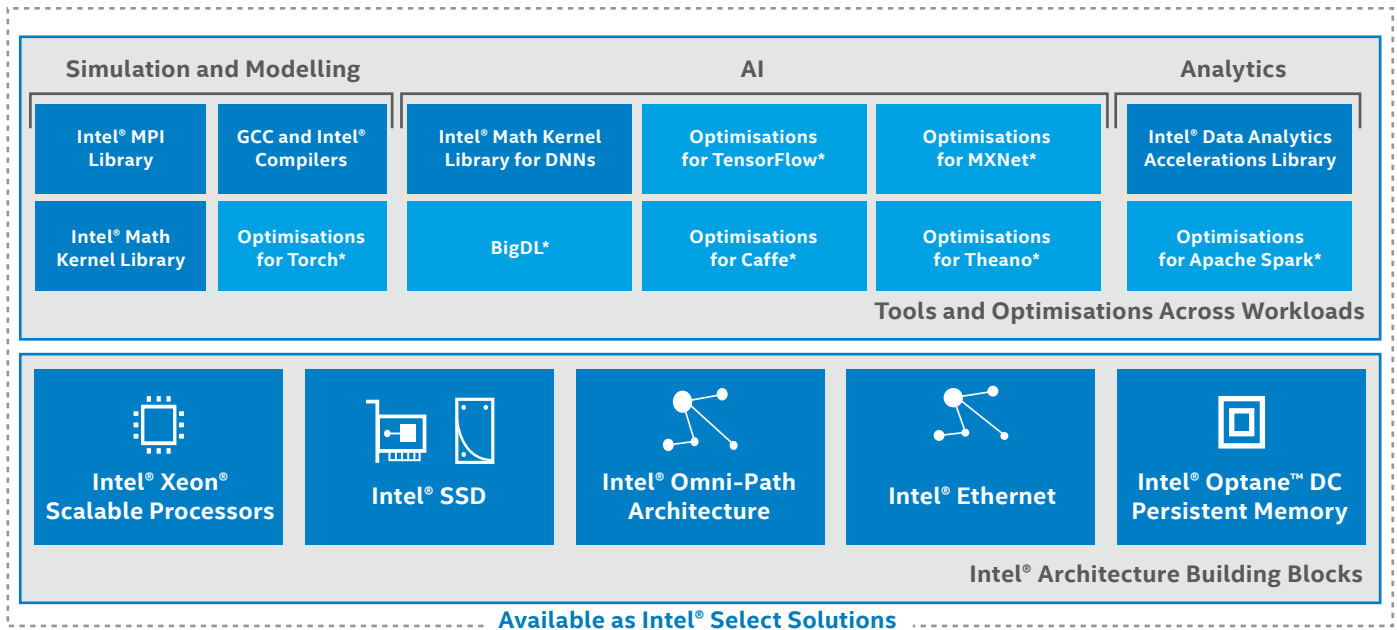 Simulation and Modelling
AI
Analytics
Intel® MPI
Library
GCC and Intel®
Compilers
Intel® Math Kernel
Library for DNNs
Optimisations
for TensorFlow*
Optimisations
for MXNet*
Intel® Data Analytics
Accelerations Library
Intel® Math
Kernel Library
Optimisations
for Torch*
BigDL*
Optimisations
for Caffe*
Optimisations
for Theano*
Optimisations
for Apache Spark*
Tools and Optimisations Across Workloads
Intel® Xeon®
Scalable Processors
Intel® SSD
Intel® Omni-Path
Architecture
Intel® Ethernet
Intel® Optane™ DC
Persistent Memory
Intel® Architecture Building Blocks
Available as Intel® Select Solutions